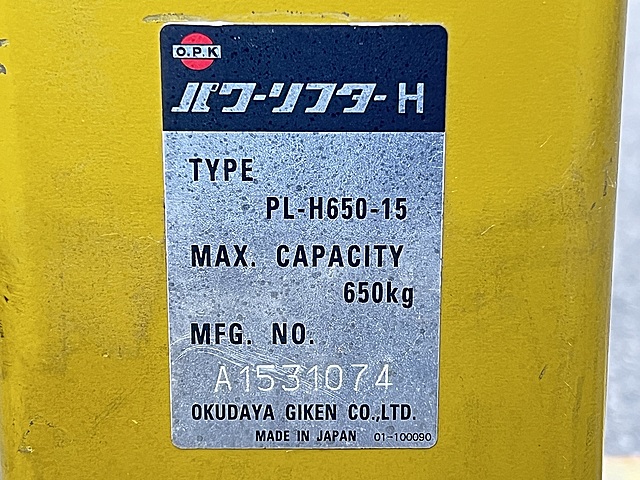 O.P.K
パワーリフターH
TYPE
PL-H650-15
MAX. CAPACITY
650kg
MFG. NO.
A1531074
OKUDAYA GIKEN CO.,LTD.
MADE IN JAPAN 01-100090